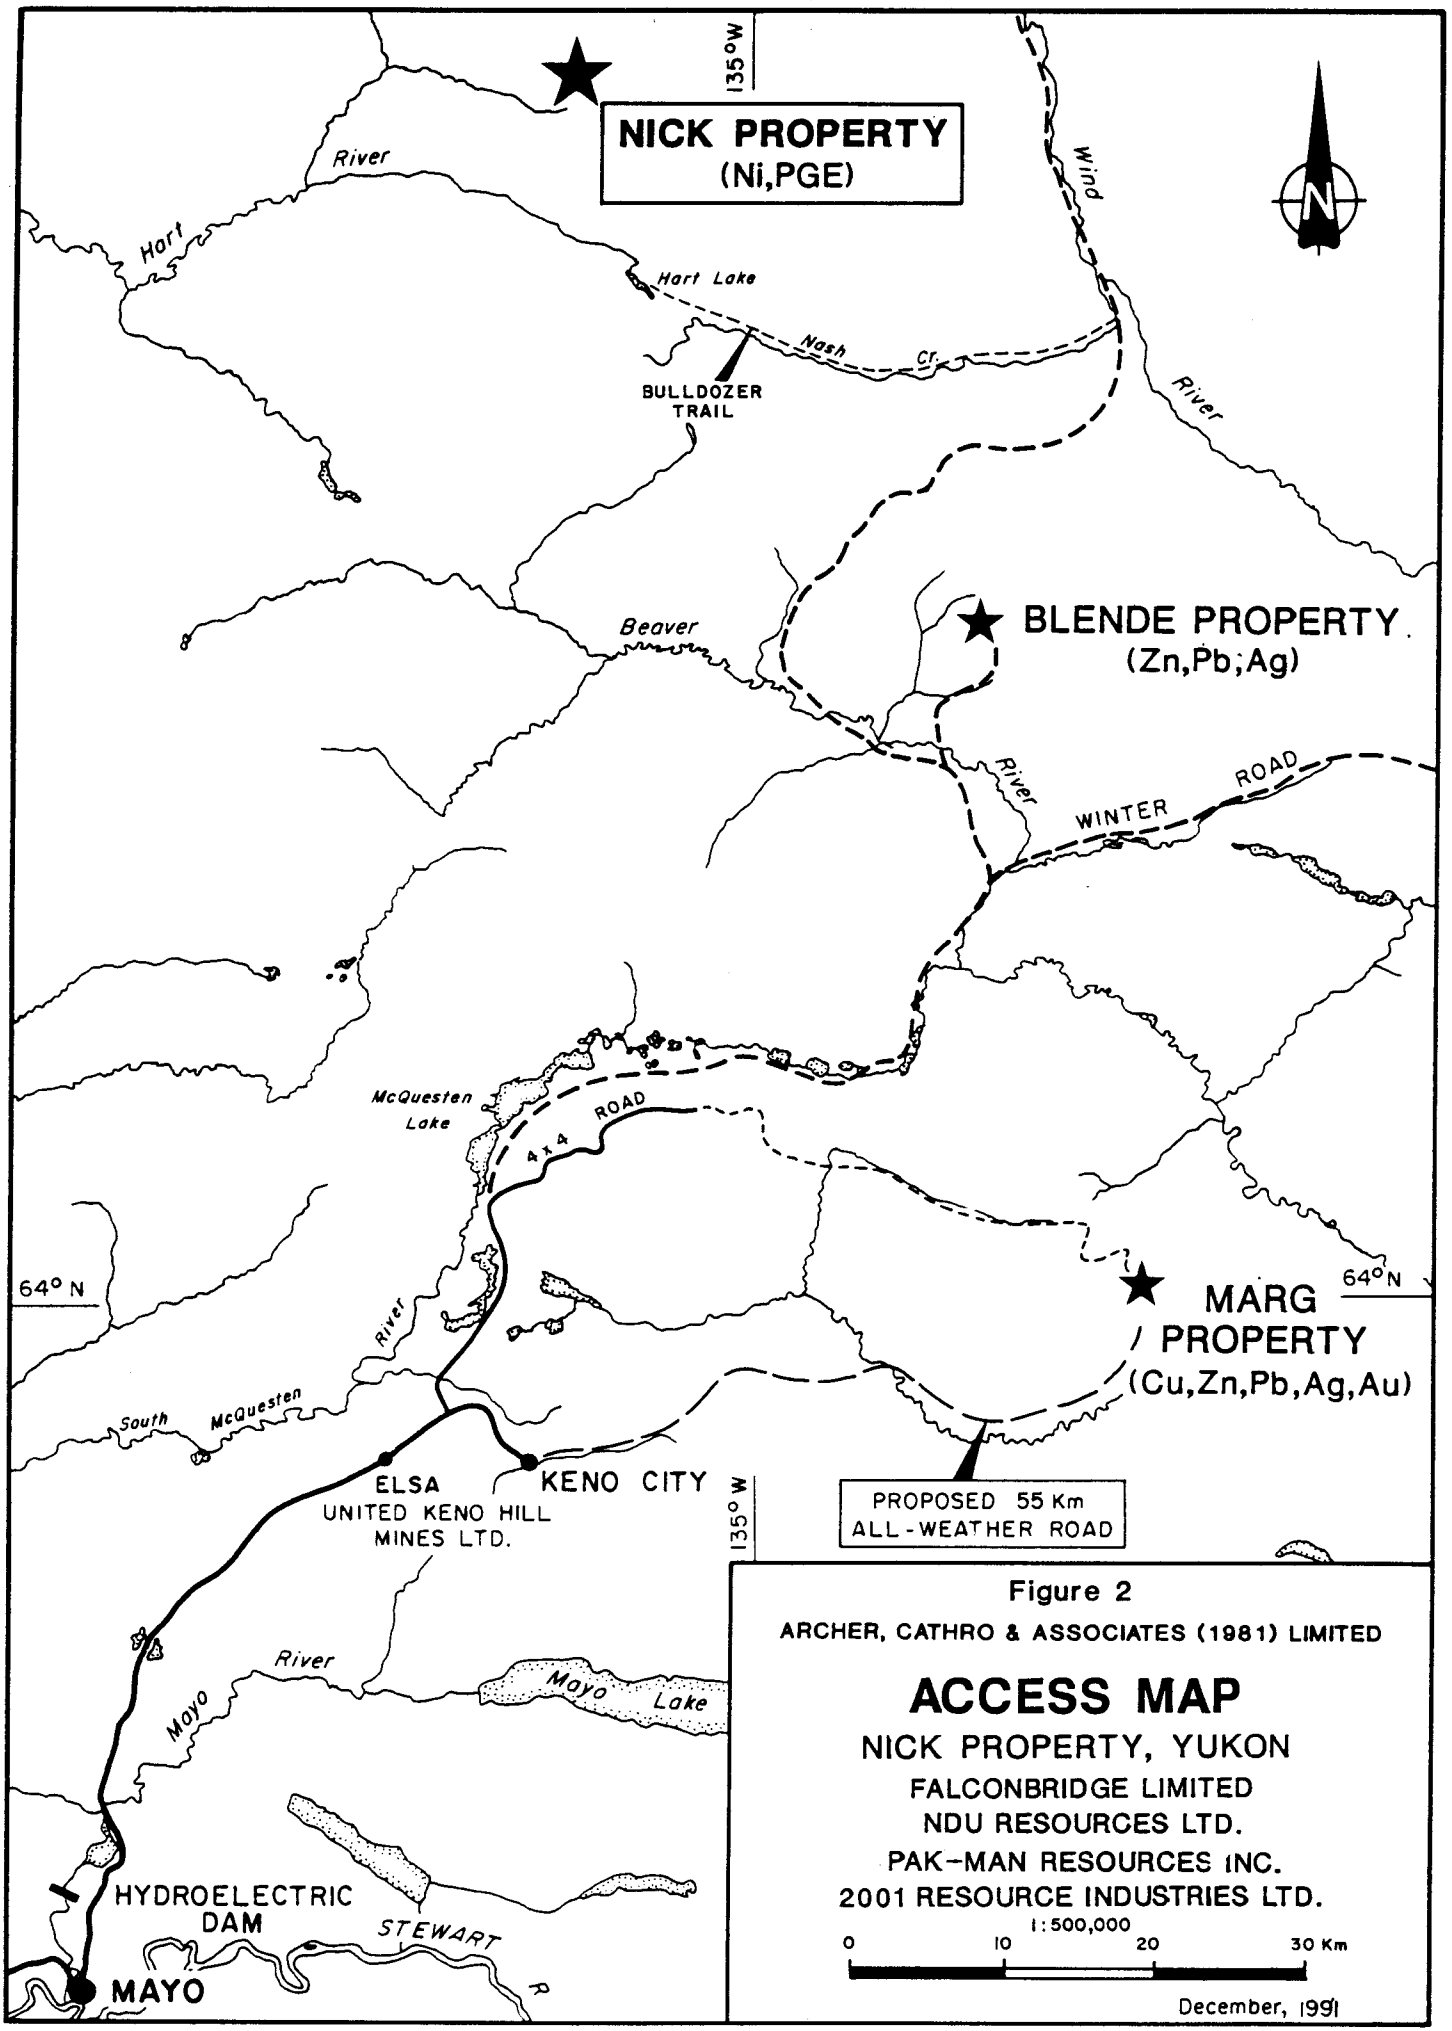 135°W
NICK PROPERTY
(Ni,PGE)
River
Hart
Wind
N
Hart Lake
Nash Cr.
BULLDOZER
TRAIL
River
Beaver
BLENDE PROPERTY
(Zn,Pb,Ag)
River
WINTER ROAD
McQuesten
Lake
4 x 4 ROAD
64° N
64° N
River
MARG
PROPERTY
(Cu,Zn,Pb,Ag,Au)
South McQuesten
ELSA
UNITED KENO HILL
MINES LTD.
KENO CITY
135° W
PROPOSED 55 Km
ALL-WEATHER ROAD
Mayo River
Mayo Lake
HYDROELECTRIC
DAM
STEWART R
MAYO
Figure 2
ARCHER, CATHRO & ASSOCIATES (1981) LIMITED
ACCESS MAP
NICK PROPERTY, YUKON
FALCONBRIDGE LIMITED
NDU RESOURCES LTD.
PAK-MAN RESOURCES INC.
2001 RESOURCE INDUSTRIES LTD.
1:500,000
0 10 20 30 Km
December, 1991